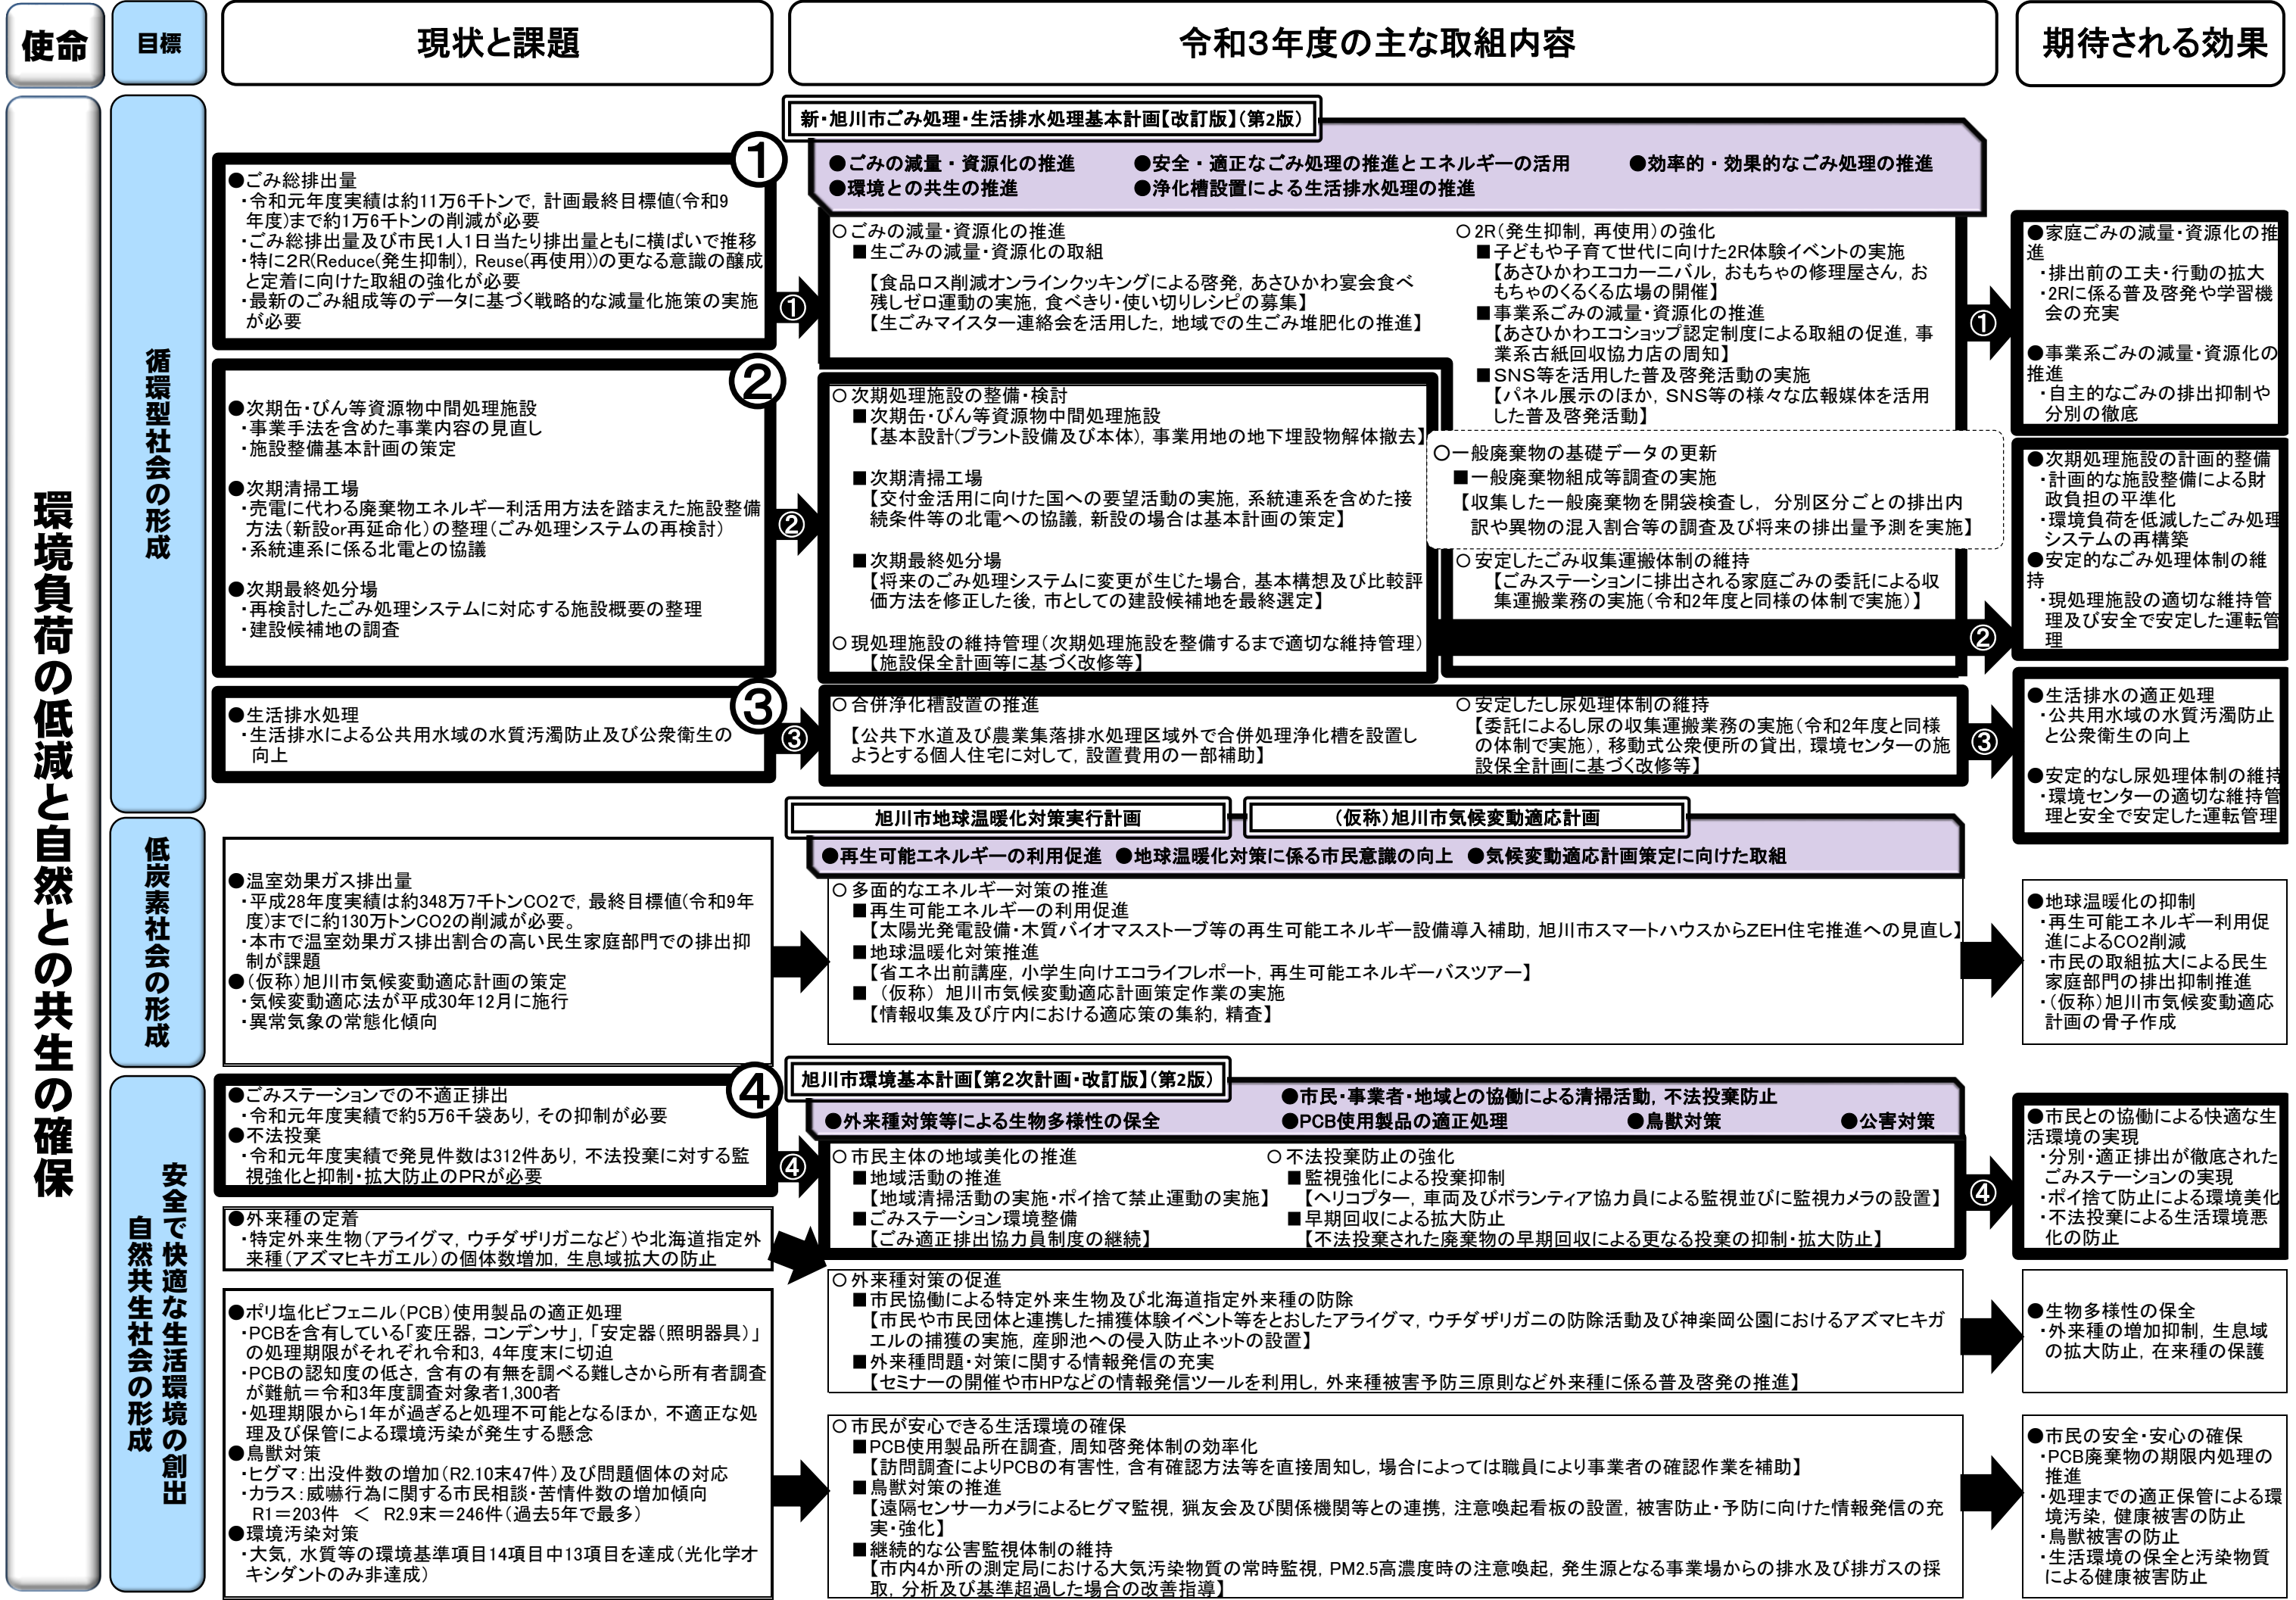 使命
目標
現状と課題
令和3年度の主な取組内容
期待される効果
環境負荷の低減と自然との共生の確保
循環型社会の形成
①
●ごみ総排出量
・令和元年度実績は約11万6千トンで，計画最終目標値(令和9
年度)まで約1万6千トンの削減が必要
・ごみ総排出量及び市民1人1日当たり排出量ともに横ばいで推移
・特に2R(Reduce(発生抑制)，Reuse(再使用))の更なる意識の醸成
と定着に向けた取組の強化が必要
・最新のごみ組成等のデータに基づく戦略的な減量化施策の実施
が必要
②
●次期缶・びん等資源物中間処理施設
・事業手法を含めた事業内容の見直し
・施設整備基本計画の策定
●次期清掃工場
・売電に代わる廃棄物エネルギー利活用方法を踏まえた施設整備
方法（新設or再延命化）の整理（ごみ処理システムの再検討）
・系統連系に係る北電との協議
●次期最終処分場
・再検討したごみ処理システムに対応する施設概要の整理
・建設候補地の調査
③
●生活排水処理
・生活排水による公共用水域の水質汚濁防止及び公衆衛生の
向上
新・旭川市ごみ処理・生活排水処理基本計画【改訂版】（第2版）
●ごみの減量・資源化の推進　●安全・適正なごみ処理の推進とエネルギーの活用　●効率的・効果的なごみ処理の推進
●環境との共生の推進　●浄化槽設置による生活排水処理の推進
①
○ごみの減量・資源化の推進
■生ごみの減量・資源化の取組
【食品ロス削減オンラインクッキングによる啓発，あさひかわ宴会食べ
残しゼロ運動の実施，食べきり・使い切りレシピの募集】
【生ごみマイスター連絡会を活用した，地域での生ごみ堆肥化の推進】
○2R（発生抑制，再使用）の強化
■子どもや子育て世代に向けた2R体験イベントの実施
【あさひかわエコカーニバル，おもちゃの修理屋さん，お
もちゃのくるくる広場の開催】
■事業系ごみの減量・資源化の推進
【あさひかわエコショップ認定制度による取組の促進，事
業系古紙回収協力店の周知】
■SNS等を活用した普及啓発活動の実施
【パネル展示のほか，SNS等の様々な広報媒体を活用
した普及啓発活動】
○一般廃棄物の基礎データの更新
■一般廃棄物組成等調査の実施
【収集した一般廃棄物を開袋検査し，分別区分ごとの排出内
訳や異物の混入割合等の調査及び将来の排出量予測を実施】
○安定したごみ収集運搬体制の維持
【ごみステーションに排出される家庭ごみの委託による収
集運搬業務の実施（令和2年度と同様の体制で実施）】
②
○次期処理施設の整備・検討
■次期缶・びん等資源物中間処理施設
【基本設計(プラント設備及び本体)，事業用地の地下埋設物解体撤去】
■次期清掃工場
【交付金活用に向けた国への要望活動の実施，系統連系を含めた接
続条件等の北電への協議，新設の場合は基本計画の策定】
■次期最終処分場
【将来のごみ処理システムに変更が生じた場合，基本構想及び比較評
価方法を修正した後，市としての建設候補地を最終選定】
○現処理施設の維持管理（次期処理施設を整備するまで適切な維持管理）
【施設保全計画等に基づく改修等】
③
○合併浄化槽設置の推進
【公共下水道及び農業集落排水処理区域外で合併処理浄化槽を設置し
ようとする個人住宅に対して，設置費用の一部補助】
○安定したし尿処理体制の維持
【委託によるし尿の収集運搬業務の実施（令和2年度と同様
の体制で実施），移動式公衆便所の貸出，環境センターの施
設保全計画に基づく改修等】
①
●家庭ごみの減量・資源化の推
進
・排出前の工夫・行動の拡大
・2Rに係る普及啓発や学習機
会の充実
●事業系ごみの減量・資源化の
推進
・自主的なごみの排出抑制や
分別の徹底
②
●次期処理施設の計画的整備
・計画的な施設整備による財
政負担の平準化
・環境負荷を低減したごみ処理
システムの再構築
●安定的なごみ処理体制の維
持
・現処理施設の適切な維持管
理及び安全で安定した運転管
理
③
●生活排水の適正処理
・公共用水域の水質汚濁防止
と公衆衛生の向上
●安定的なし尿処理体制の維持
・環境センターの適切な維持管
理と安全で安定した運転管理
低炭素社会の形成
●温室効果ガス排出量
・平成28年度実績は約348万7千トンCO2で，最終目標値(令和9年
度)までに約130万トンCO2の削減が必要。
・本市で温室効果ガス排出割合の高い民生家庭部門での排出抑
制が課題
●（仮称）旭川市気候変動適応計画の策定
・気候変動適応法が平成30年12月に施行
・異常気象の常態化傾向
旭川市地球温暖化対策実行計画
（仮称）旭川市気候変動適応計画
●再生可能エネルギーの利用促進　●地球温暖化対策に係る市民意識の向上　●気候変動適応計画策定に向けた取組
○多面的なエネルギー対策の推進
■再生可能エネルギーの利用促進
【太陽光発電設備・木質バイオマスストーブ等の再生可能エネルギー設備導入補助，旭川市スマートハウスからZEH住宅推進への見直し】
■地球温暖化対策推進
【省エネ出前講座，小学生向けエコライフレポート，再生可能エネルギーバスツアー】
■（仮称）旭川市気候変動適応計画策定作業の実施
【情報収集及び庁内における適応策の集約，精査】
●地球温暖化の抑制
・再生可能エネルギー利用促
進によるCO2削減
・市民の取組拡大による民生
家庭部門の排出抑制推進
・（仮称）旭川市気候変動適応
計画の骨子作成
安全で快適な生活環境の創出
自然共生社会の形成
④
●ごみステーションでの不適正排出
・令和元年度実績で約5万6千袋あり，その抑制が必要
●不法投棄
・令和元年度実績で発見件数は312件あり，不法投棄に対する監
視強化と抑制・拡大防止のPRが必要
●外来種の定着
・特定外来生物（アライグマ，ウチダザリガニなど）や北海道指定外
来種（アズマヒキガエル）の個体数増加，生息域拡大の防止
●ポリ塩化ビフェニル（PCB）使用製品の適正処理
・PCBを含有している「変圧器，コンデンサ」，「安定器（照明器具）」
の処理期限がそれぞれ令和3，4年度末に切迫
・PCBの認知度の低さ，含有の有無を調べる難しさから所有者調査
が難航＝令和3年度調査対象者1,300者
・処理期限から1年が過ぎると処理不可能となるほか，不適正な処
理及び保管による環境汚染が発生する懸念
●鳥獣対策
・ヒグマ：出没件数の増加（R2.10末47件）及び問題個体の対応
・カラス：威嚇行為に関する市民相談・苦情件数の増加傾向
R1＝203件　＜　R2.9末＝246件（過去5年で最多）
●環境汚染対策
・大気，水質等の環境基準項目14項目中13項目を達成（光化学オ
キシダントのみ非達成）
旭川市環境基本計画【第2次計画・改訂版】（第2版）
●市民・事業者・地域との協働による清掃活動，不法投棄防止
●外来種対策等による生物多様性の保全　●PCB使用製品の適正処理　●鳥獣対策　●公害対策
④
○市民主体の地域美化の推進
■地域活動の推進
【地域清掃活動の実施・ポイ捨て禁止運動の実施】
■ごみステーション環境整備
【ごみ適正排出協力員制度の継続】
○不法投棄防止の強化
■監視強化による投棄抑制
【ヘリコプター，車両及びボランティア協力員による監視並びに監視カメラの設置】
■早期回収による拡大防止
【不法投棄された廃棄物の早期回収による更なる投棄の抑制・拡大防止】
○外来種対策の促進
■市民協働による特定外来生物及び北海道指定外来種の防除
【市民や市民団体と連携した捕獲体験イベント等をとおしたアライグマ，ウチダザリガニの防除活動及び神楽岡公園におけるアズマヒキガ
エルの捕獲の実施，産卵池への侵入防止ネットの設置】
■外来種問題・対策に関する情報発信の充実
【セミナーの開催や市HPなどの情報発信ツールを利用し，外来種被害予防三原則など外来種に係る普及啓発の推進】
○市民が安心できる生活環境の確保
■PCB使用製品所在調査，周知啓発体制の効率化
【訪問調査によりPCBの有害性，含有確認方法等を直接周知し，場合によっては職員により事業者の確認作業を補助】
■鳥獣対策の推進
【遠隔センサーカメラによるヒグマ監視，猟友会及び関係機関等との連携，注意喚起看板の設置，被害防止・予防に向けた情報発信の充
実・強化】
■継続的な公害監視体制の維持
【市内4か所の測定局における大気汚染物質の常時監視，PM2.5高濃度時の注意喚起，発生源となる事業場からの排水及び排ガスの採
取，分析及び基準超過した場合の改善指導】
④
●市民との協働による快適な生
活環境の実現
・分別・適正排出が徹底された
ごみステーションの実現
・ポイ捨て防止による環境美化
・不法投棄による生活環境悪
化の防止
●生物多様性の保全
・外来種の増加抑制，生息域
の拡大防止，在来種の保護
●市民の安全・安心の確保
・PCB廃棄物の期限内処理の
推進
・処理までの適正保管による環
境汚染，健康被害の防止
・鳥獣被害の防止
・生活環境の保全と汚染物質
による健康被害防止